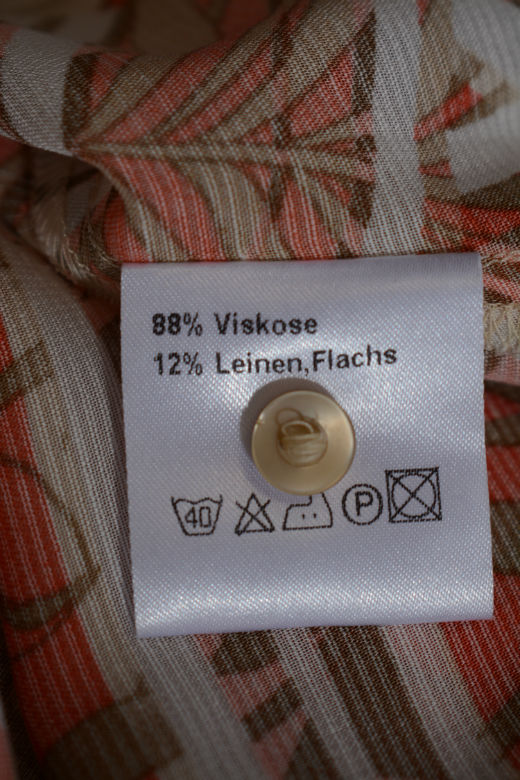 88% Viskose
12% Leinen,Flachs
40 P